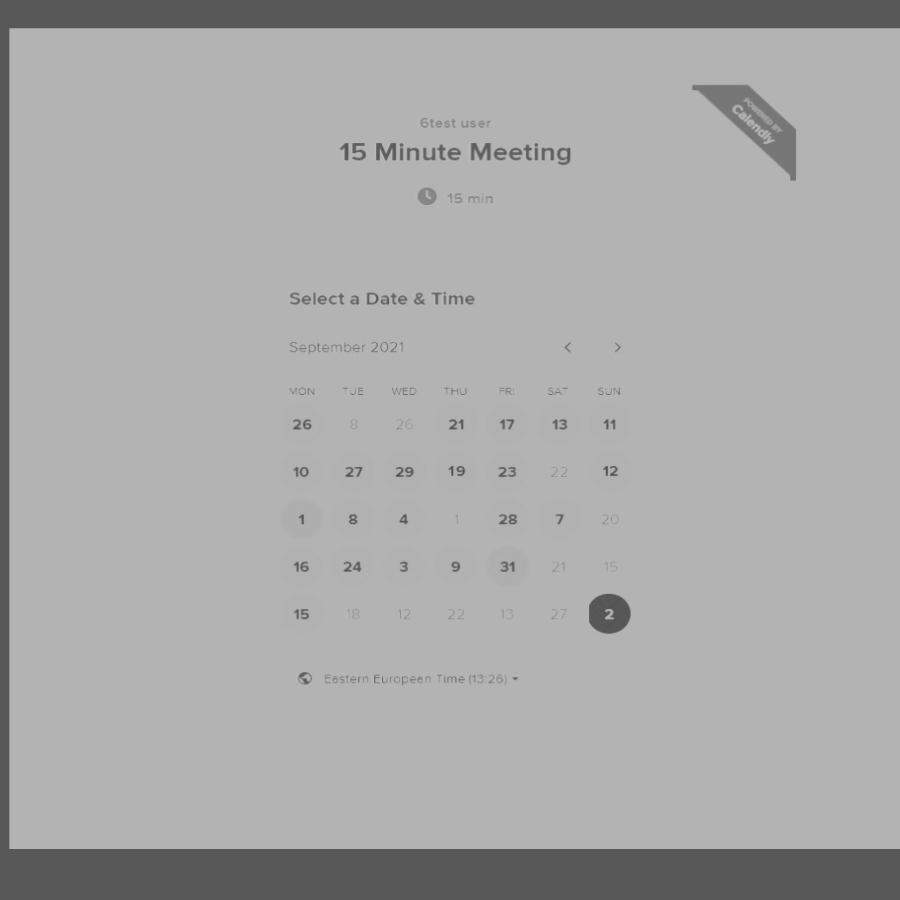 POWERED BY
Calendly
6test user
15 Minute Meeting
15 min
Select a Date & Time
September 2021
MON TUE WED THU FRI SAT SUN
26 8 26 21 17 13 11
10 27 29 19 23 22 12
1 8 4 1 28 7 20
16 24 3 9 31 21 15
15 18 12 22 13 27 2
Eestern Europeen Time (13:26)